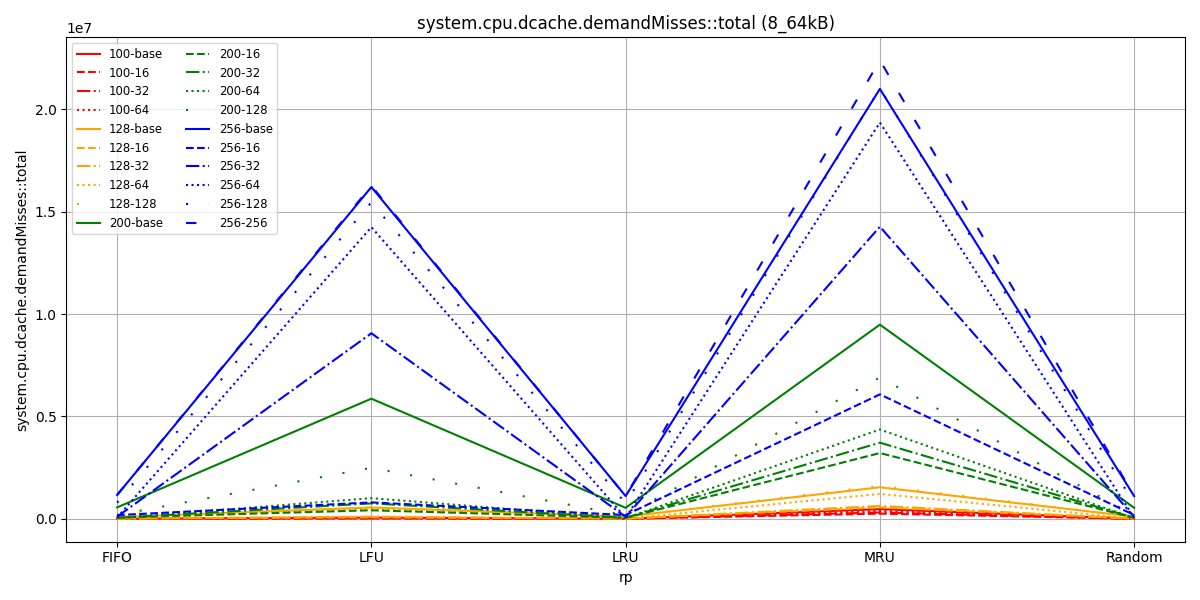 system.cpu.dcache.demandMisses::total (8_64kB)
1e7
100-base
100-16
100-32
100-64
128-base
128-16
128-32
128-64
128-128
200-base
200-16
200-32
200-64
200-128
256-base
256-16
256-32
256-64
256-128
256-256
2.0
1.5
1.0
0.5
0.0
system.cpu.dcache.demandMisses::total
FIFO LFU LRU MRU Random
rp